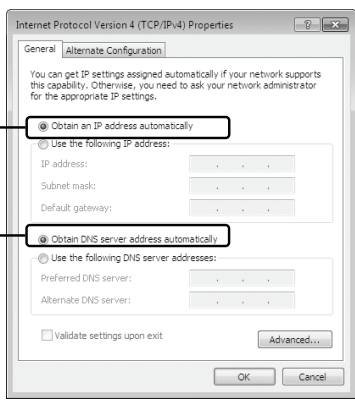 Internet Protocol Version 4 (TCP/IPv4) Properties
General Alternate Configuration
You can get IP settings assigned automatically if your network supports
this capability. Otherwise, you need to ask your network administrator
for the appropriate IP settings.
Obtain an IP address automatically
Use the following IP address:
IP address:
Subnet mask:
Default gateway:
Obtain DNS server address automatically
Use the following DNS server addresses:
Preferred DNS server:
Alternate DNS server:
Validate settings upon exit
Advanced...
OK Cancel